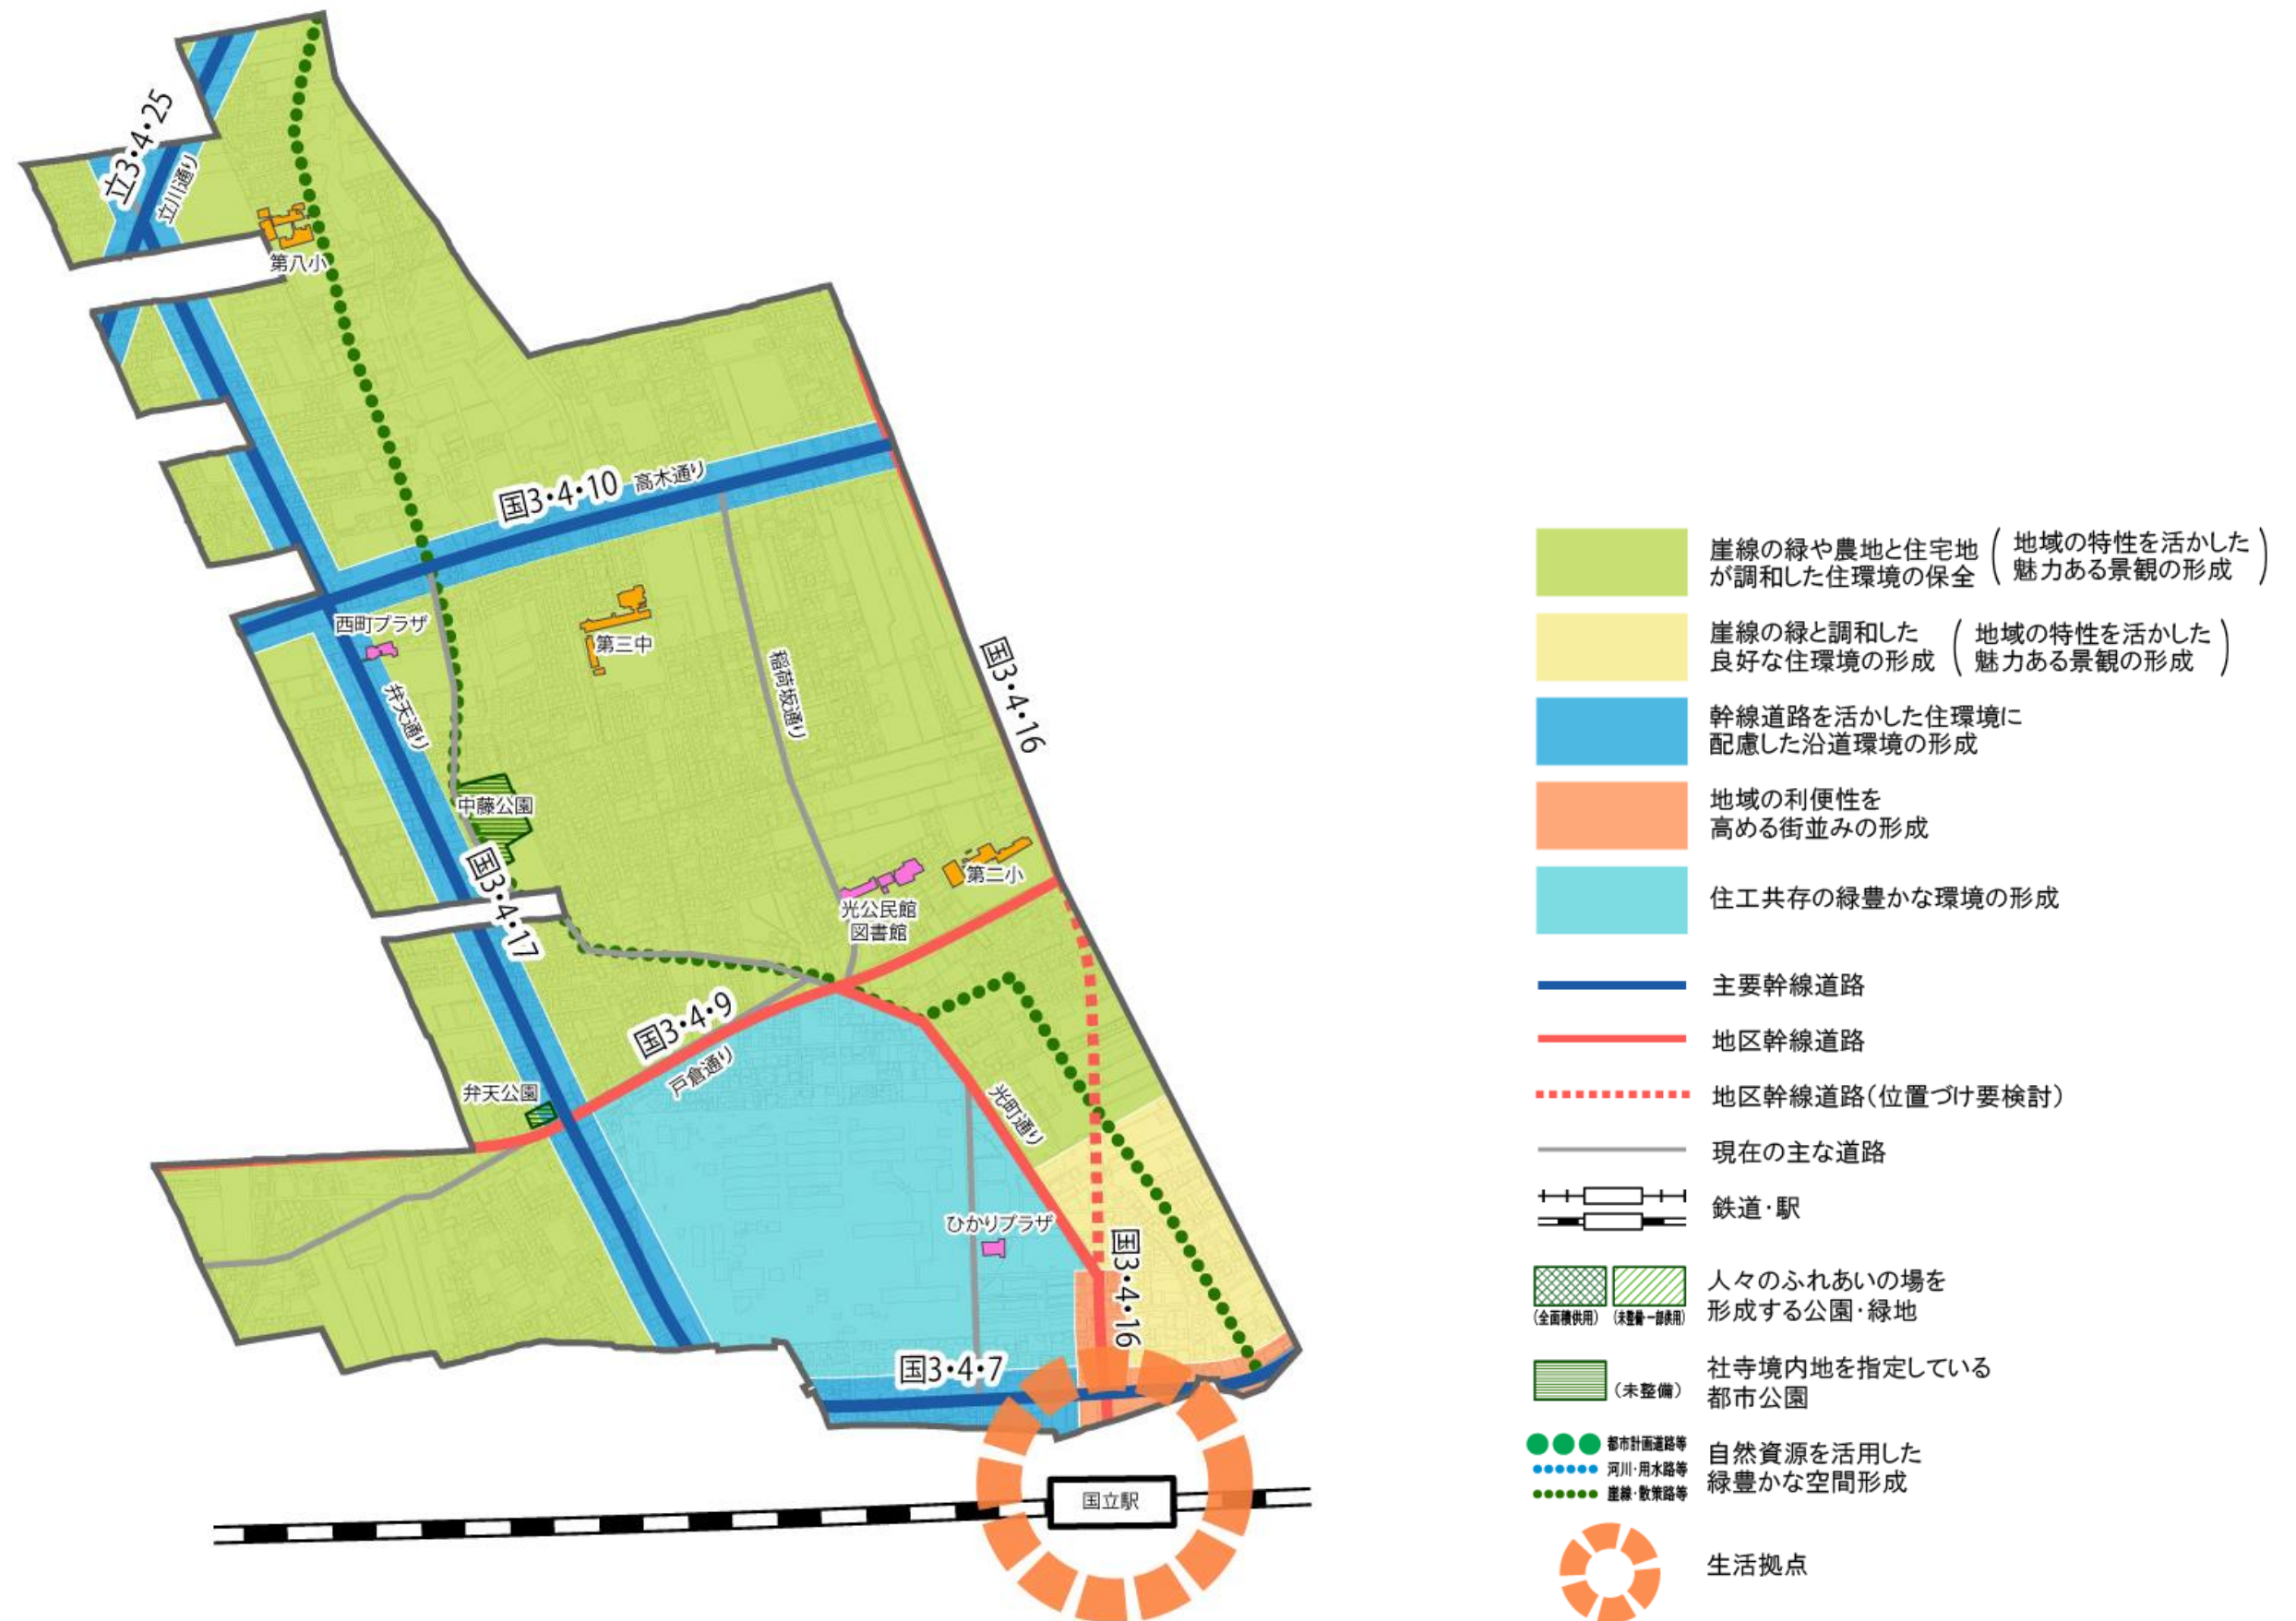 立3・4・25
立川通り
第八小
国3・4・10
高木通り
西町プラザ
第三中
弁天通り
稲荷坂通り
国3・4・16
中藤公園
国3・4・17
第二小
光公民館
図書館
国3・4・9
戸倉通り
弁天公園
光町通り
ひかりプラザ
国3・4・16
国3・4・7
国立駅
崖線の緑や農地と住宅地
が調和した住環境の保全
(地域の特性を活かした
魅力ある景観の形成)
崖線の緑と調和した
良好な住環境の形成
(地域の特性を活かした
魅力ある景観の形成)
幹線道路を活かした住環境に
配慮した沿道環境の形成
地域の利便性を
高める街並みの形成
住工共存の緑豊かな環境の形成
主要幹線道路
地区幹線道路
地区幹線道路(位置づけ要検討)
現在の主な道路
鉄道・駅
(全面積供用)
(未整備・一部供用)
人々のふれあいの場を
形成する公園・緑地
(未整備)
社寺境内地を指定している
都市公園
都市計画道路等
河川・用水路等
崖線・散策路等
自然資源を活用した
緑豊かな空間形成
生活拠点